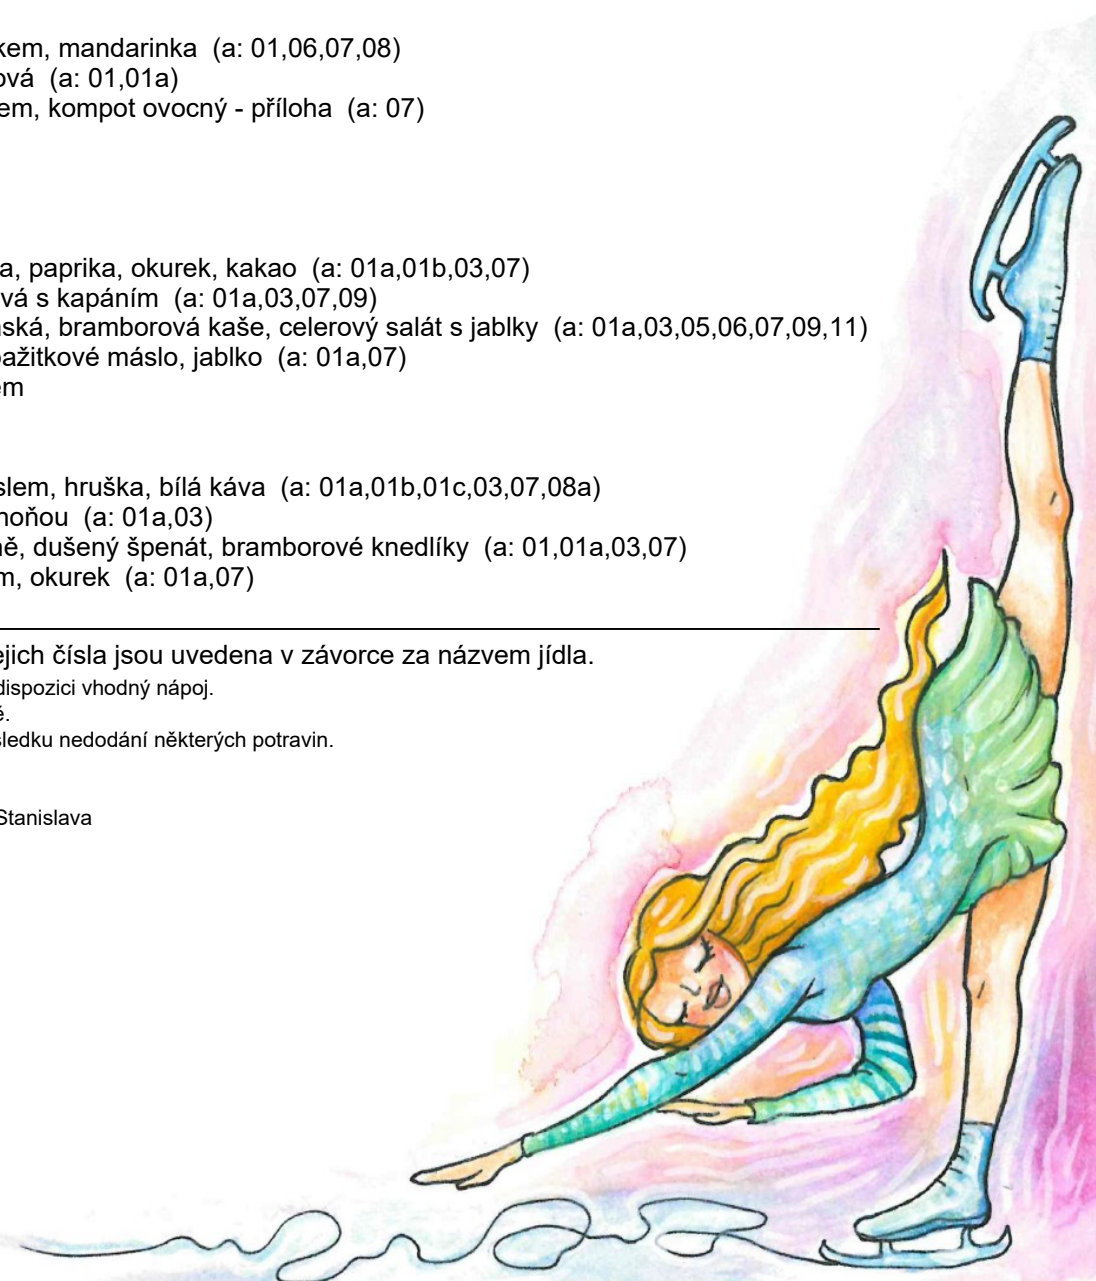 kem, mandarinka (a: 01,06,07,08)
ová (a: 01,01a)
em, kompot ovocný - příloha (a: 07)
a, paprika, okurek, kakao (a: 01a,01b,03,07)
vá s kapáním (a: 01a,03,07,09)
ská, bramborová kaše, celerový salát s jablky (a: 01a,03,05,06,07,09,11)
pažitkové máslo, jablko (a: 01a,07)
em
slem, hruška, bílá káva (a: 01a,01b,01c,03,07,08a)
hoňou (a: 01a,03)
ně, dušený špenát, bramborové knedlíky (a: 01,01a,03,07)
m, okurek (a: 01a,07)
ejich čísla jsou uvedena v závorce za názvem jídla.
dispozici vhodný nápoj.
é.
sledku nedodání některých potravin.
Stanislava